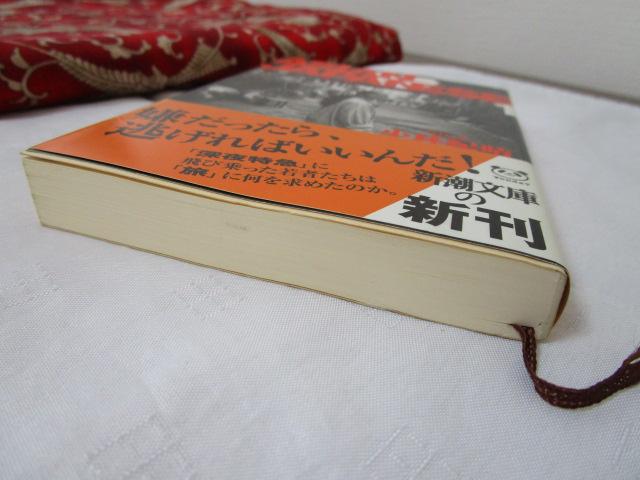 嫌だったら、
逃げればいいんだ!
「深夜特急」に
飛び乗った若者たちは
「旅」に何を求めたのか。
新潮文庫
の
新刊